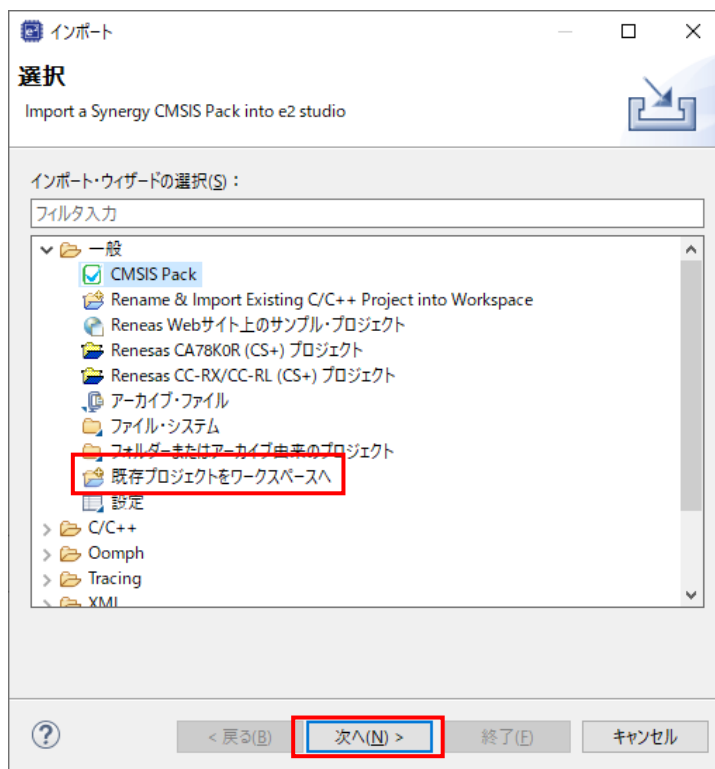 インポート
選択
Import a Synergy CMSIS Pack into e2 studio
インポート・ウィザードの選択(S)：
フィルタ入力
一般
CMSIS Pack
Rename & Import Existing C/C++ Project into Workspace
Reneas Webサイト上のサンプル・プロジェクト
Renesas CA78K0R (CS+) プロジェクト
Renesas CC-RX/CC-RL (CS+) プロジェクト
アーカイブ・ファイル
ファイル・システム
フォルダーまたはアーカイブ由来のプロジェクト
既存プロジェクトをワークスペースへ
設定
C/C++
Oomph
Tracing
XML
< 戻る(B) 次へ(N) > 終了(F) キャンセル